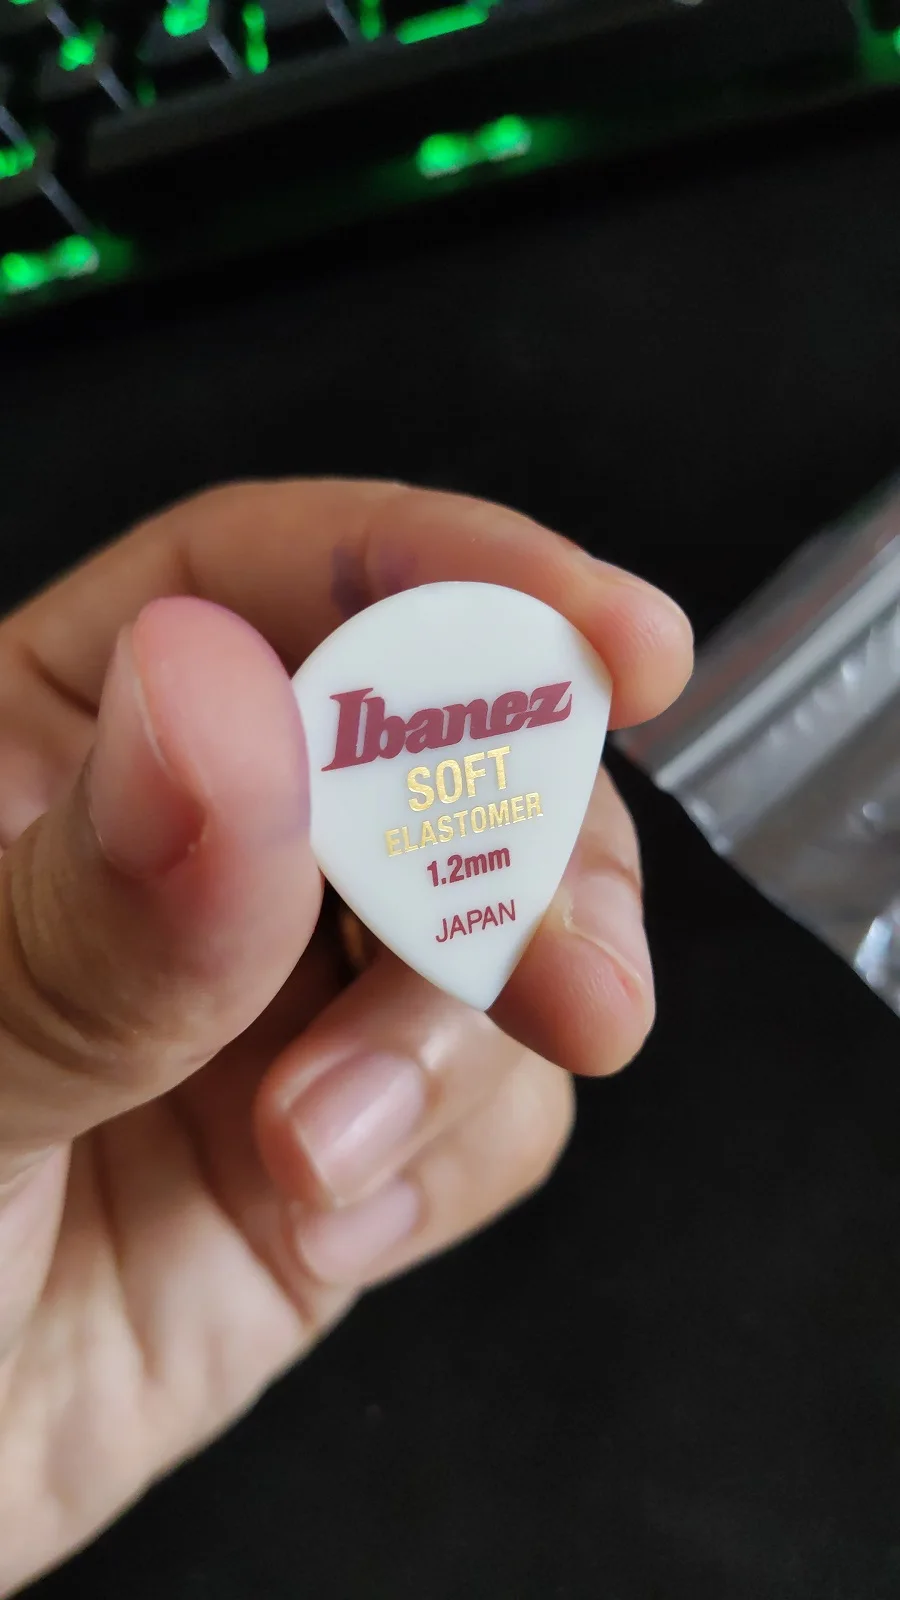 Ibanez
SOFT
ELASTOMER
1.2mm
JAPAN